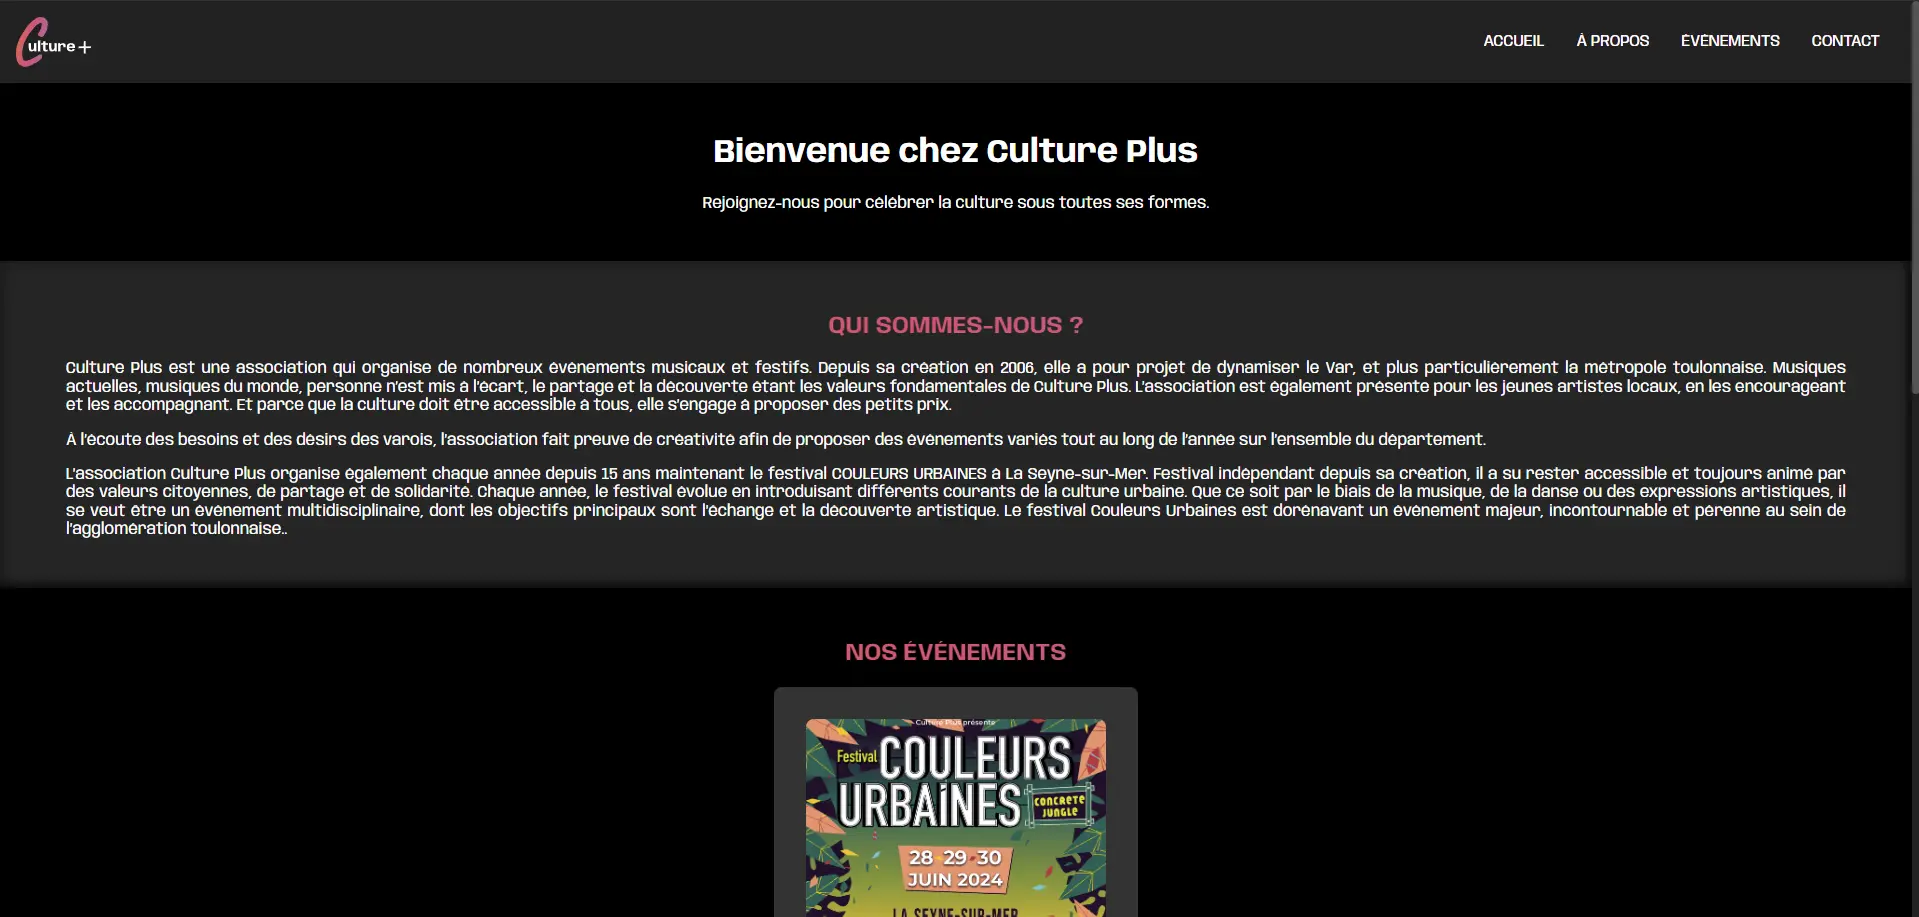 Culture+
ACCUEIL À PROPOS ÉVÉNEMENTS CONTACT
Bienvenue chez Culture Plus
Rejoignez-nous pour célébrer la culture sous toutes ses formes.
QUI SOMMES-NOUS ?
Culture Plus est une association qui organise de nombreux événements musicaux et festifs. Depuis sa création en 2006, elle a pour projet de dynamiser le Var, et plus particulièrement la métropole toulonnaise. Musiques
actuelles, musiques du monde, personne n'est mis à l'écart, le partage et la découverte étant les valeurs fondamentales de Culture Plus. L'association est également présente pour les jeunes artistes locaux, en les encourageant
et les accompagnant. Et parce que la culture doit être accessible à tous, elle s'engage à proposer des petits prix.
À l'écoute des besoins et des désirs des varois, l'association fait preuve de créativité afin de proposer des événements variés tout au long de l'année sur l'ensemble du département.
L'association Culture Plus organise également chaque année depuis 15 ans maintenant le festival COULEURS URBAINES à La Seyne-sur-Mer. Festival indépendant depuis sa création, il a su rester accessible et toujours animé par
des valeurs citoyennes, de partage et de solidarité. Chaque année, le festival évolue en introduisant différents courants de la culture urbaine. Que ce soit par le biais de la musique, de la danse ou des expressions artistiques, il
se veut être un événement multidisciplinaire, dont les objectifs principaux sont l'échange et la découverte artistique. Le festival Couleurs Urbaines est dorénavant un événement majeur, incontournable et pérenne au sein de
l'agglomération toulonnaise..
NOS ÉVÉNEMENTS
Culture Plus présente
Festival COULEURS
URBAINES
CONCRETE
JUNGLE
28 · 29 · 30
JUIN 2024
LA SEYNE-SUR-MER